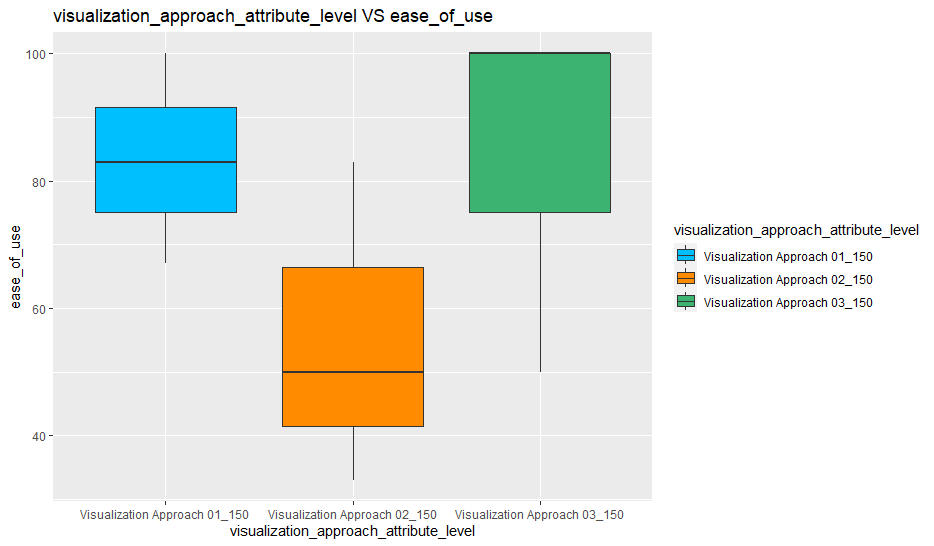 visualization_approach_attribute_level VS ease_of_use
100
80
60
40
ease_of_use
Visualization Approach 01_150 Visualization Approach 02_150 Visualization Approach 03_150
visualization_approach_attribute_level
visualization_approach_attribute_level
Visualization Approach 01_150
Visualization Approach 02_150
Visualization Approach 03_150